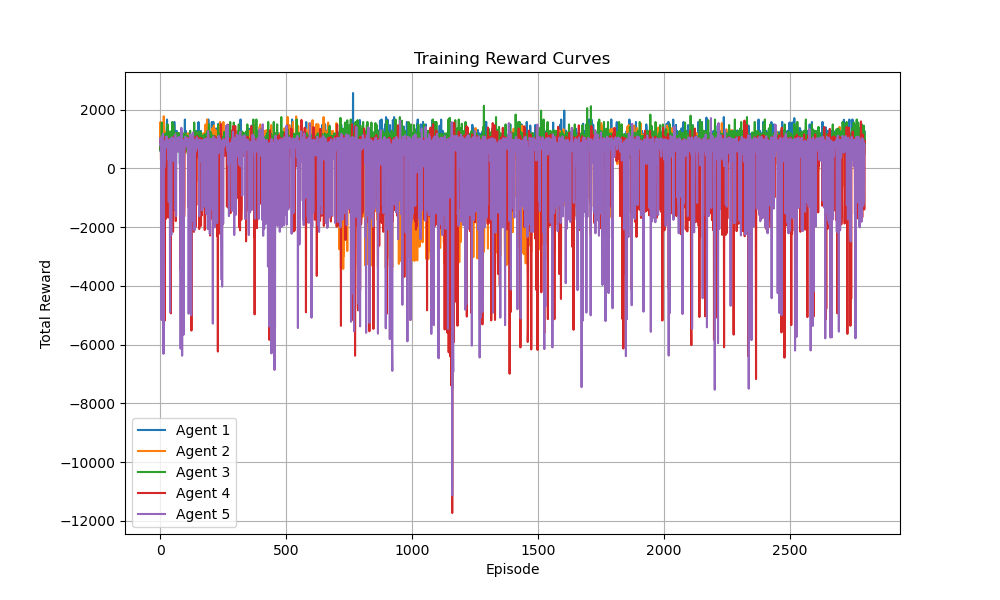 Training Reward Curves
2000
0
−2000
−4000
−6000
−8000
−10000
−12000
Total Reward
Agent 1
Agent 2
Agent 3
Agent 4
Agent 5
0 500 1000 1500 2000 2500
Episode